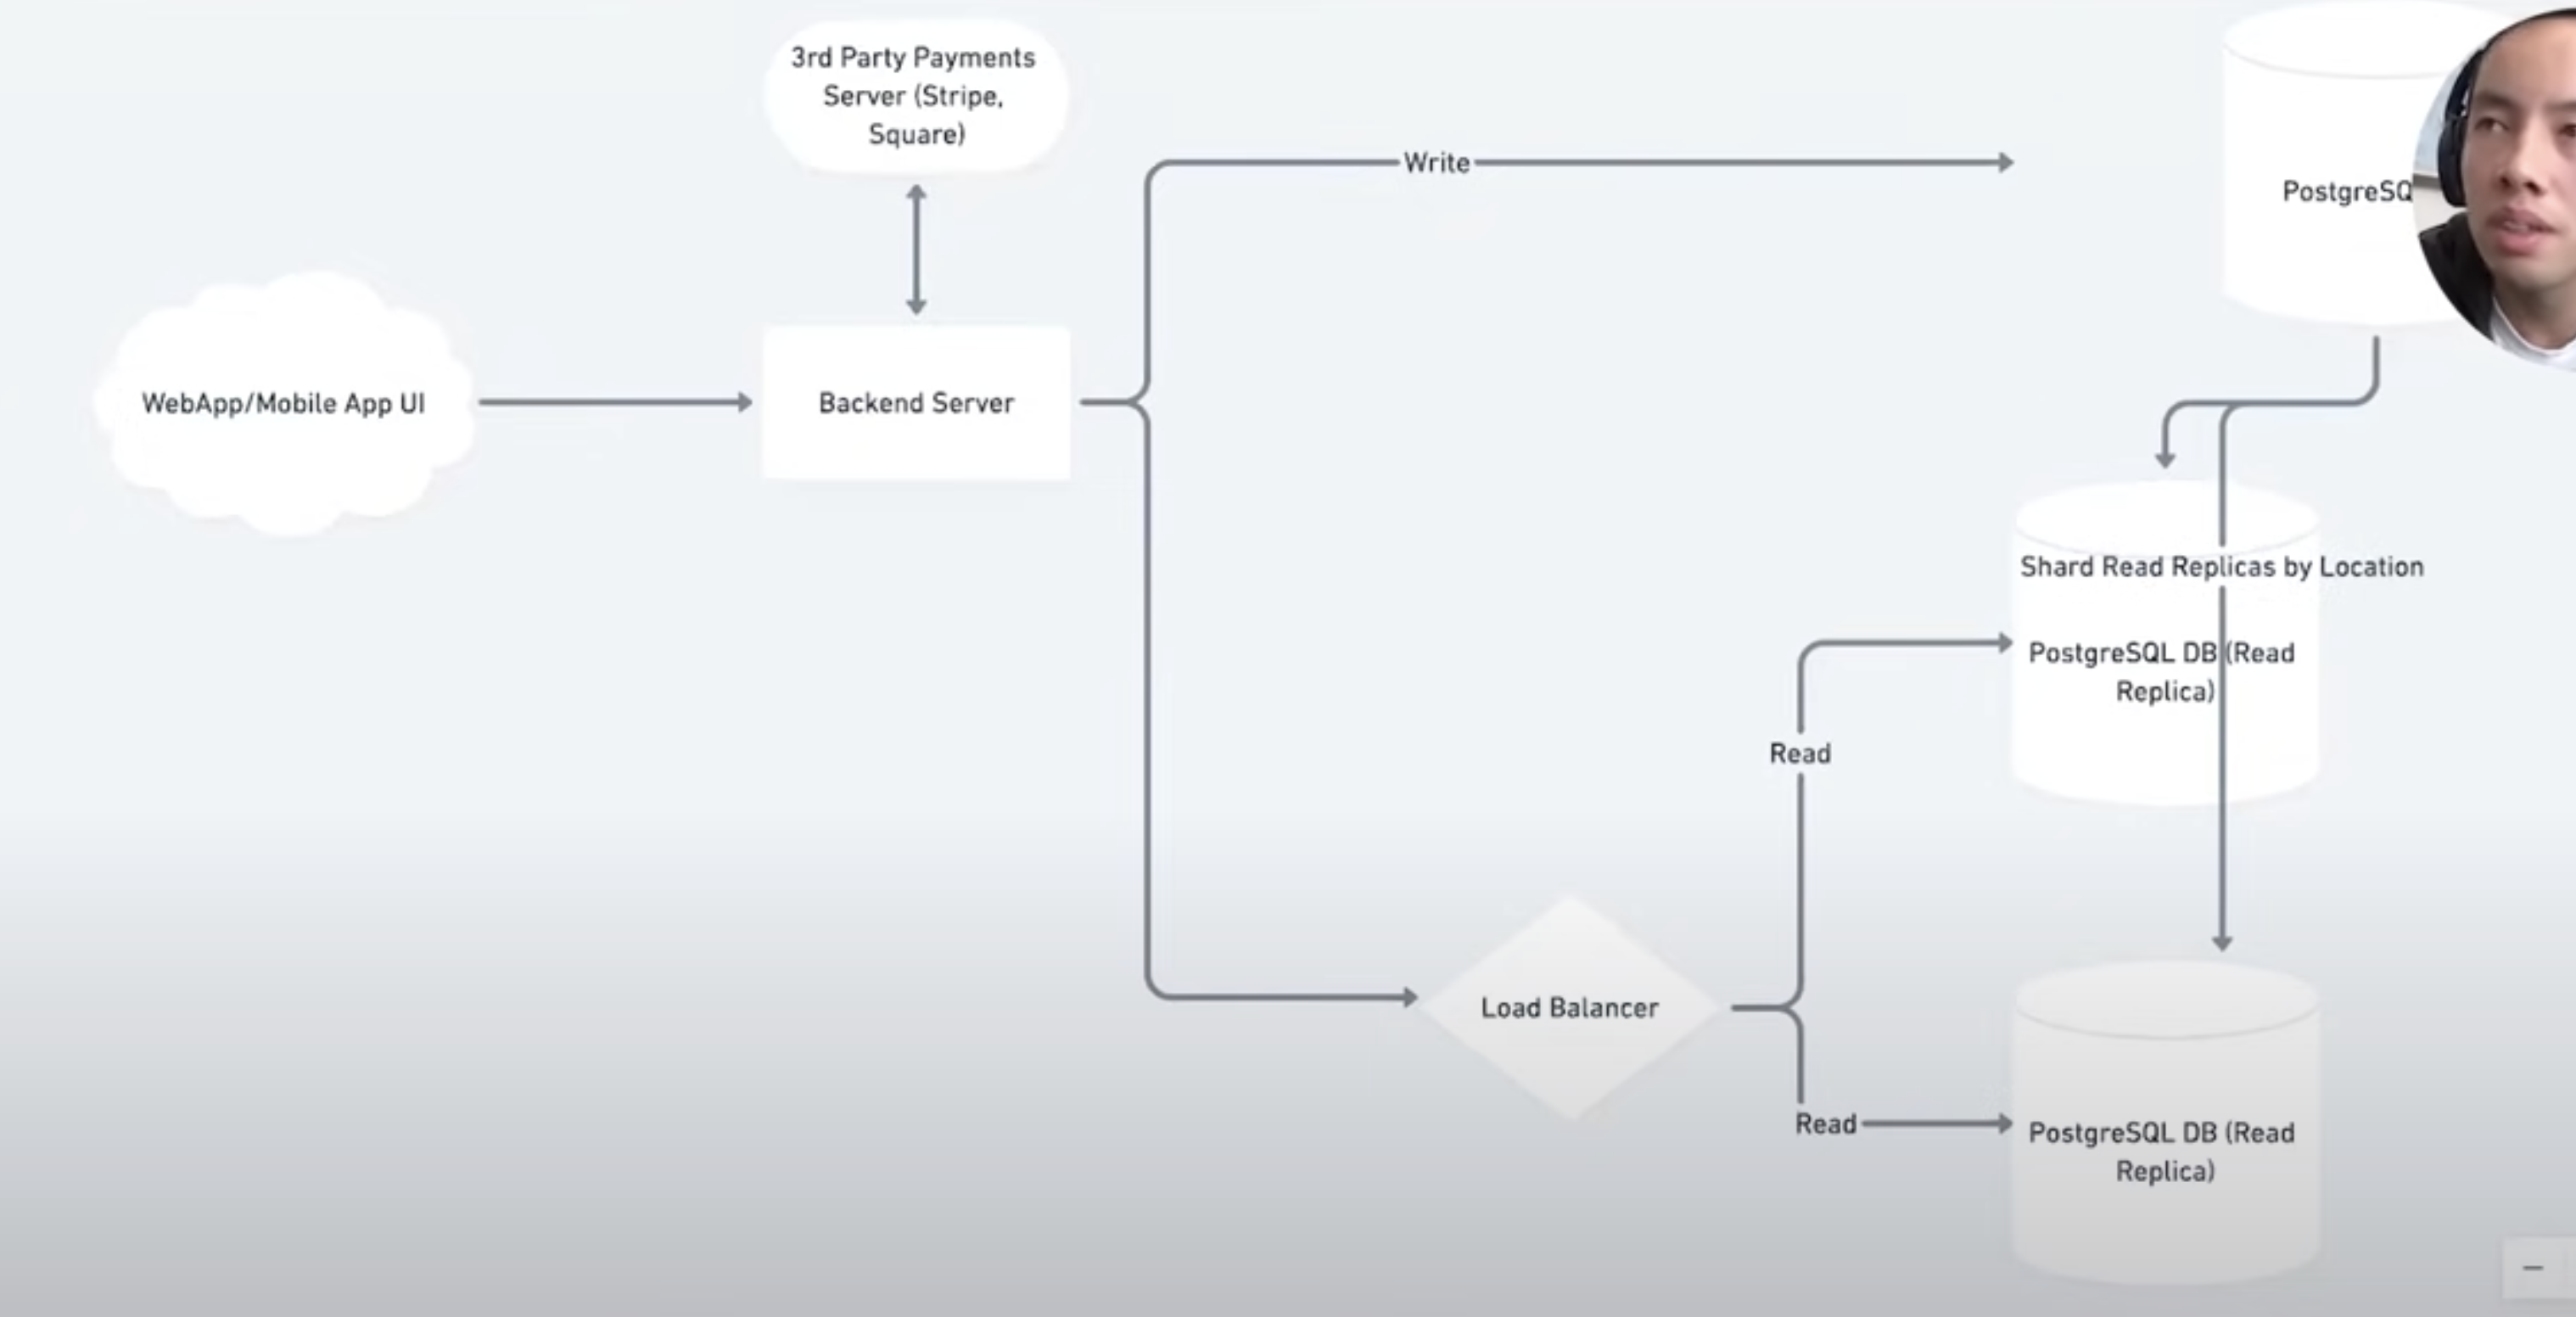 3rd Party Payments
Server (Stripe,
Square)
Write
PostgreSQ
WebApp/Mobile App UI
Backend Server
Shard Read Replicas by Location
PostgreSQL DB (Read
Replica)
Read
Load Balancer
Read
PostgreSQL DB (Read
Replica)